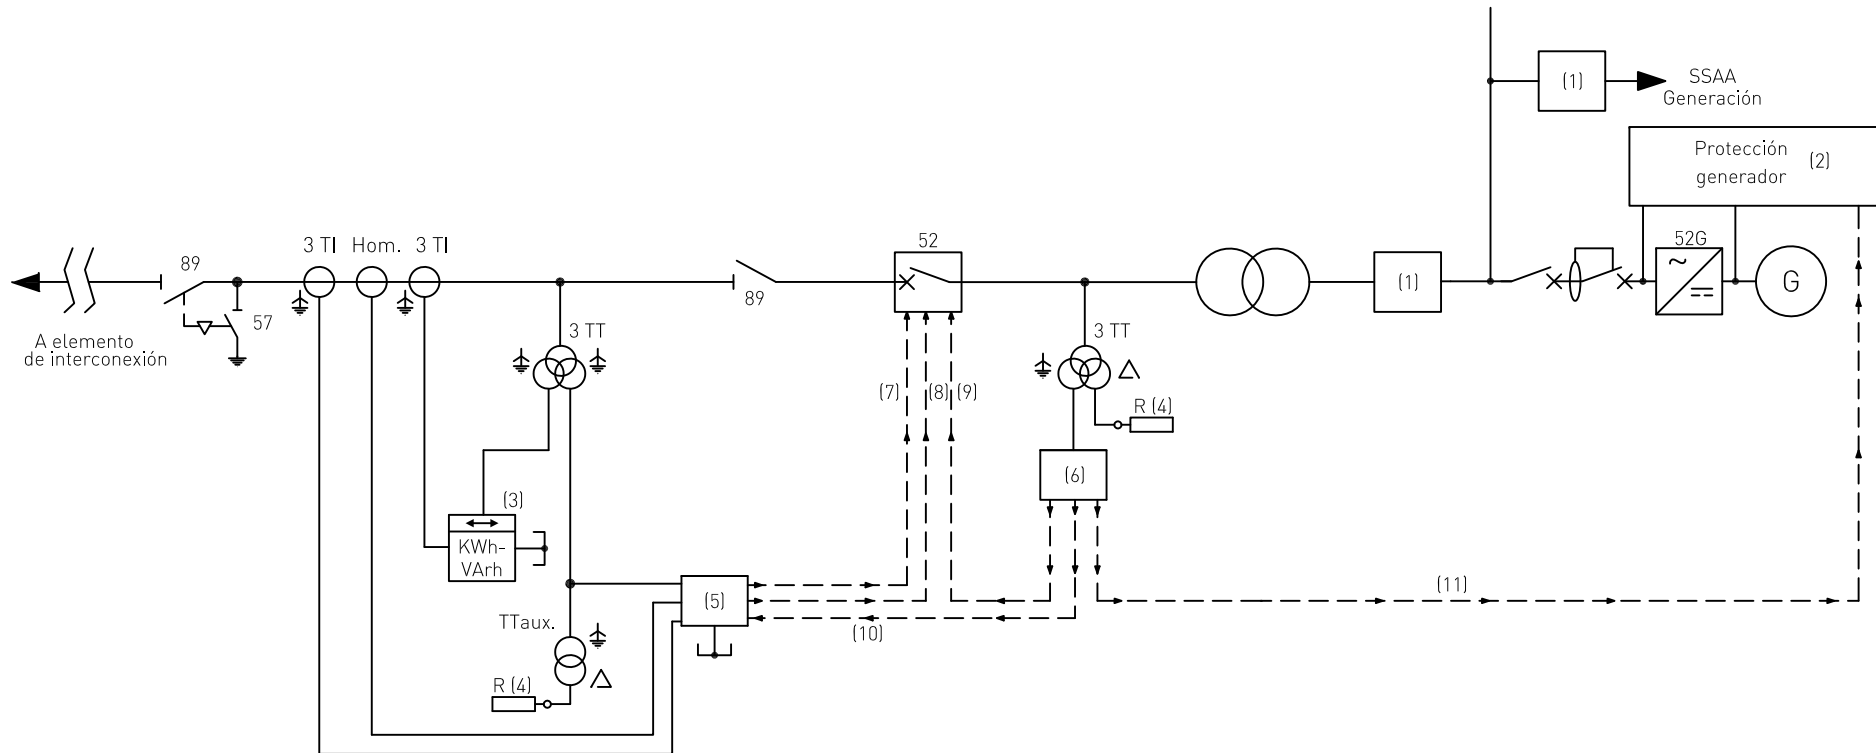 (1)
SSAA
Generación
Protección
generador
(2)
3 TI
Hom.
3 TI
52
52G
89
(1)
G
89
57
A elemento
de interconexión
3 TT
3 TT
(7)
(8)
(9)
R (4)
(6)
(3)
KWh-
VArh
(5)
(11)
(10)
TTaux.
R (4)